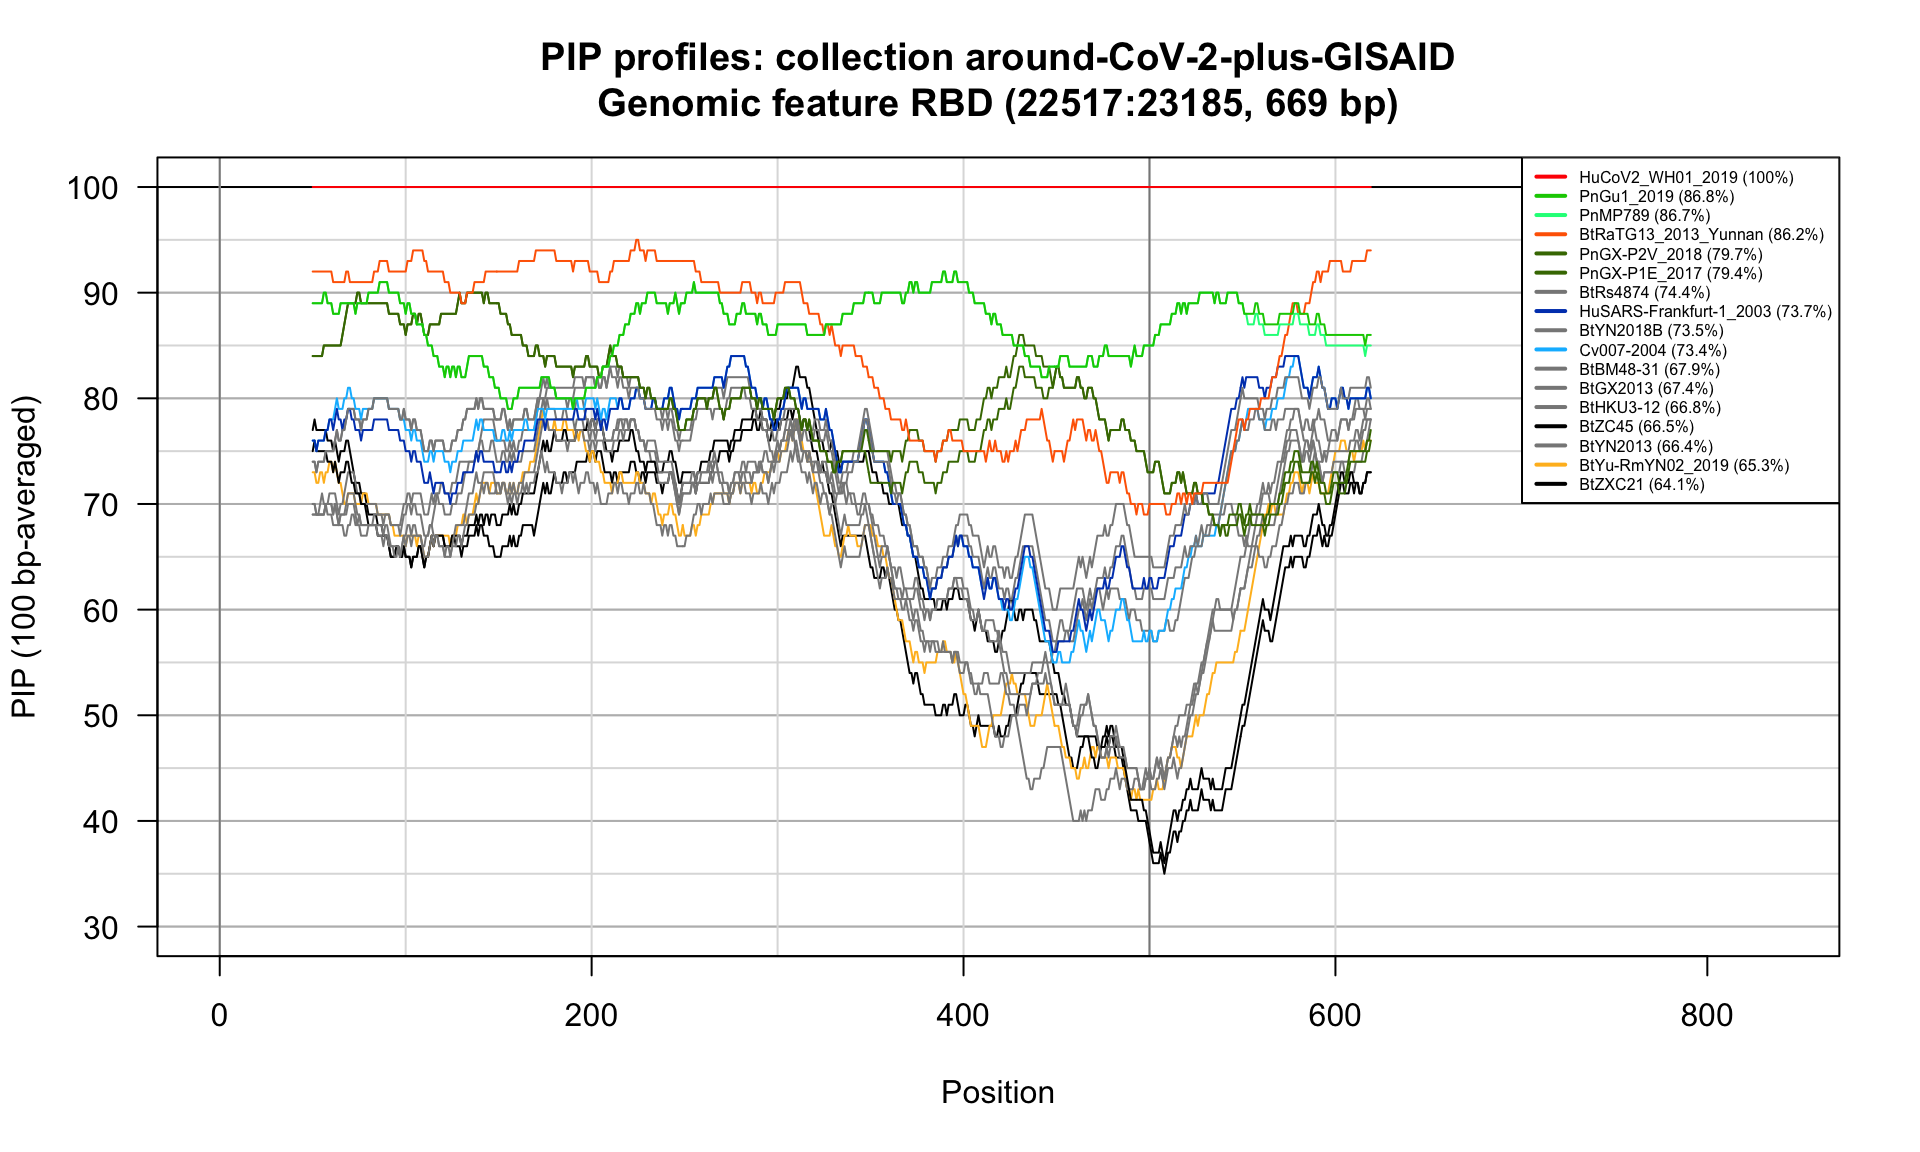 PIP profiles: collection around-CoV-2-plus-GISAID
Genomic feature RBD (22517:23185, 669 bp)
PIP (100 bp-averaged)
100
90
80
70
60
50
40
30
HuCoV2_WH01_2019 (100%)
PnGu1_2019 (86.8%)
PnMP789 (86.7%)
BtRaTG13_2013_Yunnan (86.2%)
PnGX-P2V_2018 (79.7%)
PnGX-P1E_2017 (79.4%)
BtRs4874 (74.4%)
HuSARS-Frankfurt-1_2003 (73.7%)
BtYN2018B (73.5%)
Cv007-2004 (73.4%)
BtBM48-31 (67.9%)
BtGX2013 (67.4%)
BtHKU3-12 (66.8%)
BtZC45 (66.5%)
BtYN2013 (66.4%)
BtYu-RmYN02_2019 (65.3%)
BtZXC21 (64.1%)
0 200 400 600 800
Position